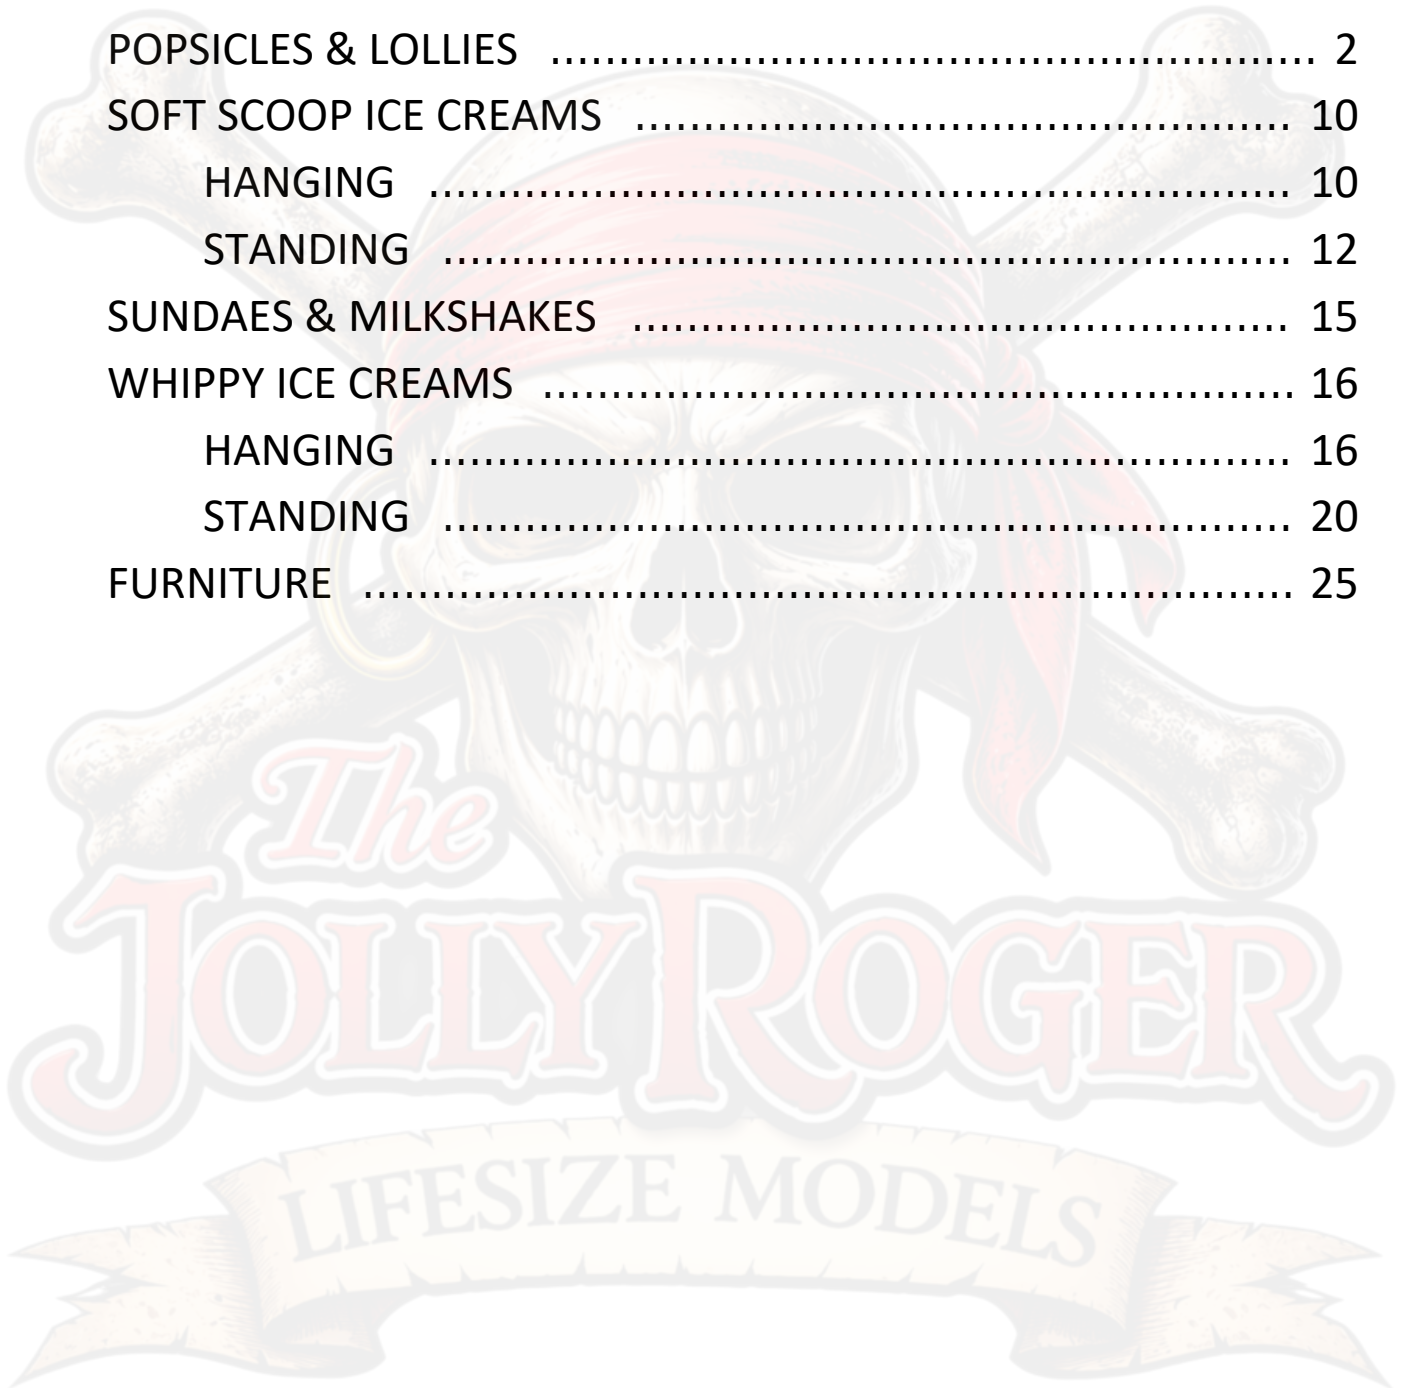 POPSICLES & LOLLIES ........................................................ 2
SOFT SCOOP ICE CREAMS ................................................ 10
HANGING ............................................................... 10
STANDING .............................................................. 12
SUNDAES & MILKSHAKES ................................................ 15
WHIPPY ICE CREAMS ....................................................... 16
HANGING ............................................................... 16
STANDING .............................................................. 20
FURNITURE .................................................................... 25
The
JOLLY ROGER
LIFESIZE MODELS